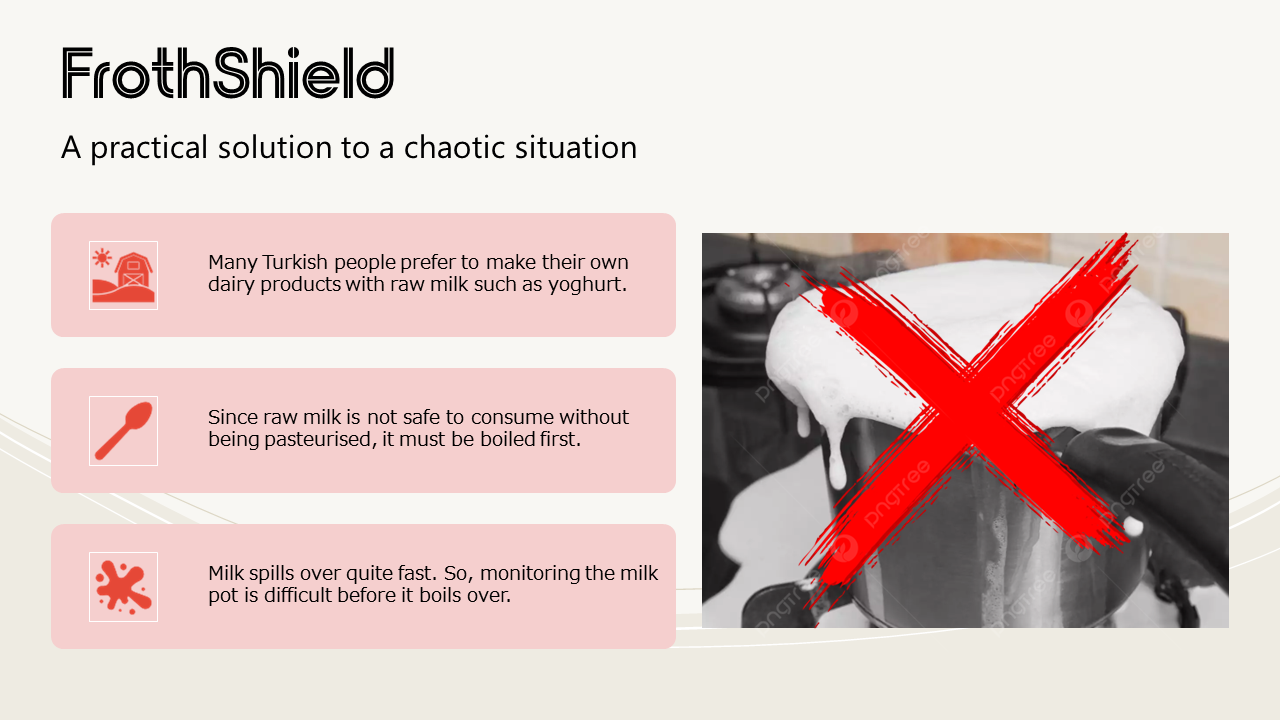 FrothShield
A practical solution to a chaotic situation
Many Turkish people prefer to make their own
dairy products with raw milk such as yoghurt.
Since raw milk is not safe to consume without
being pasteurised, it must be boiled first.
Milk spills over quite fast. So, monitoring the milk
pot is difficult before it boils over.
pngtree
pngtree
pngtree
pngtree